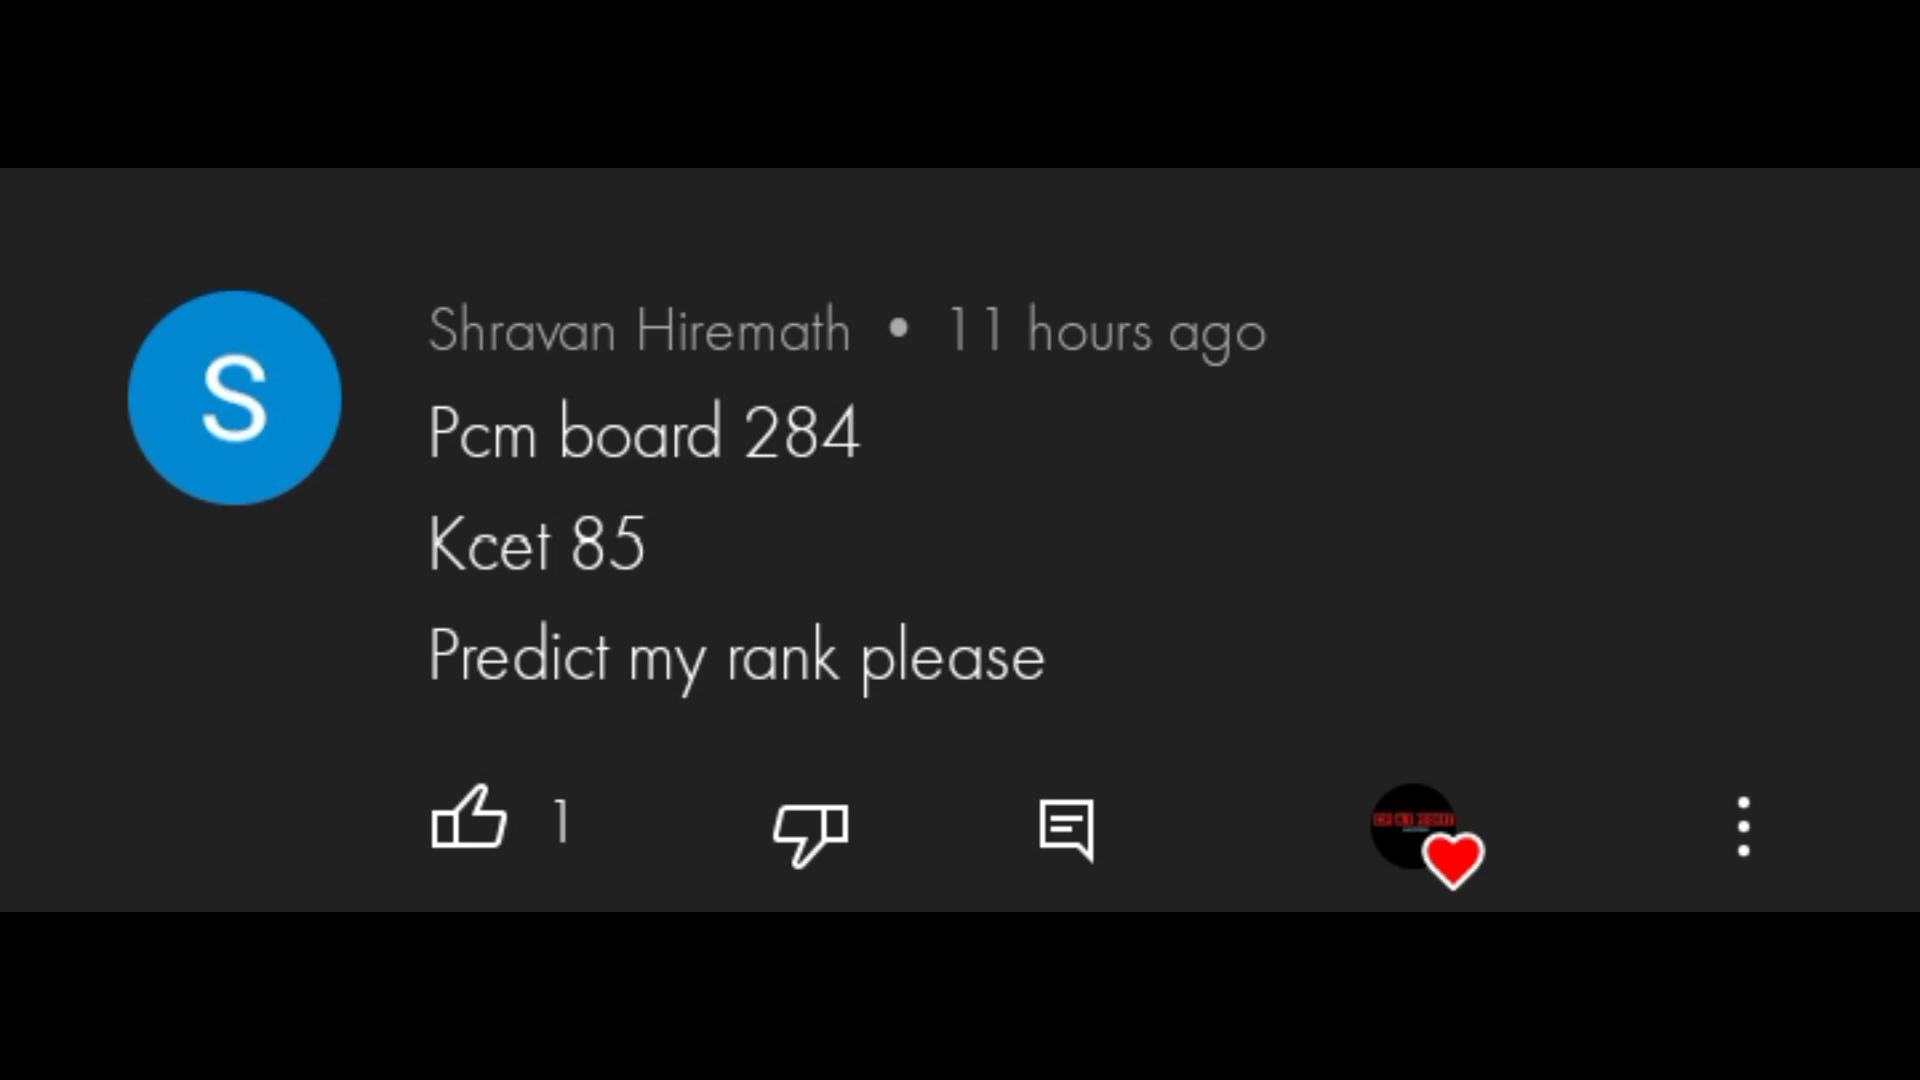 S
Shravan Hiremath • 11 hours ago
Pcm board 284
Kcet 85
Predict my rank please
1